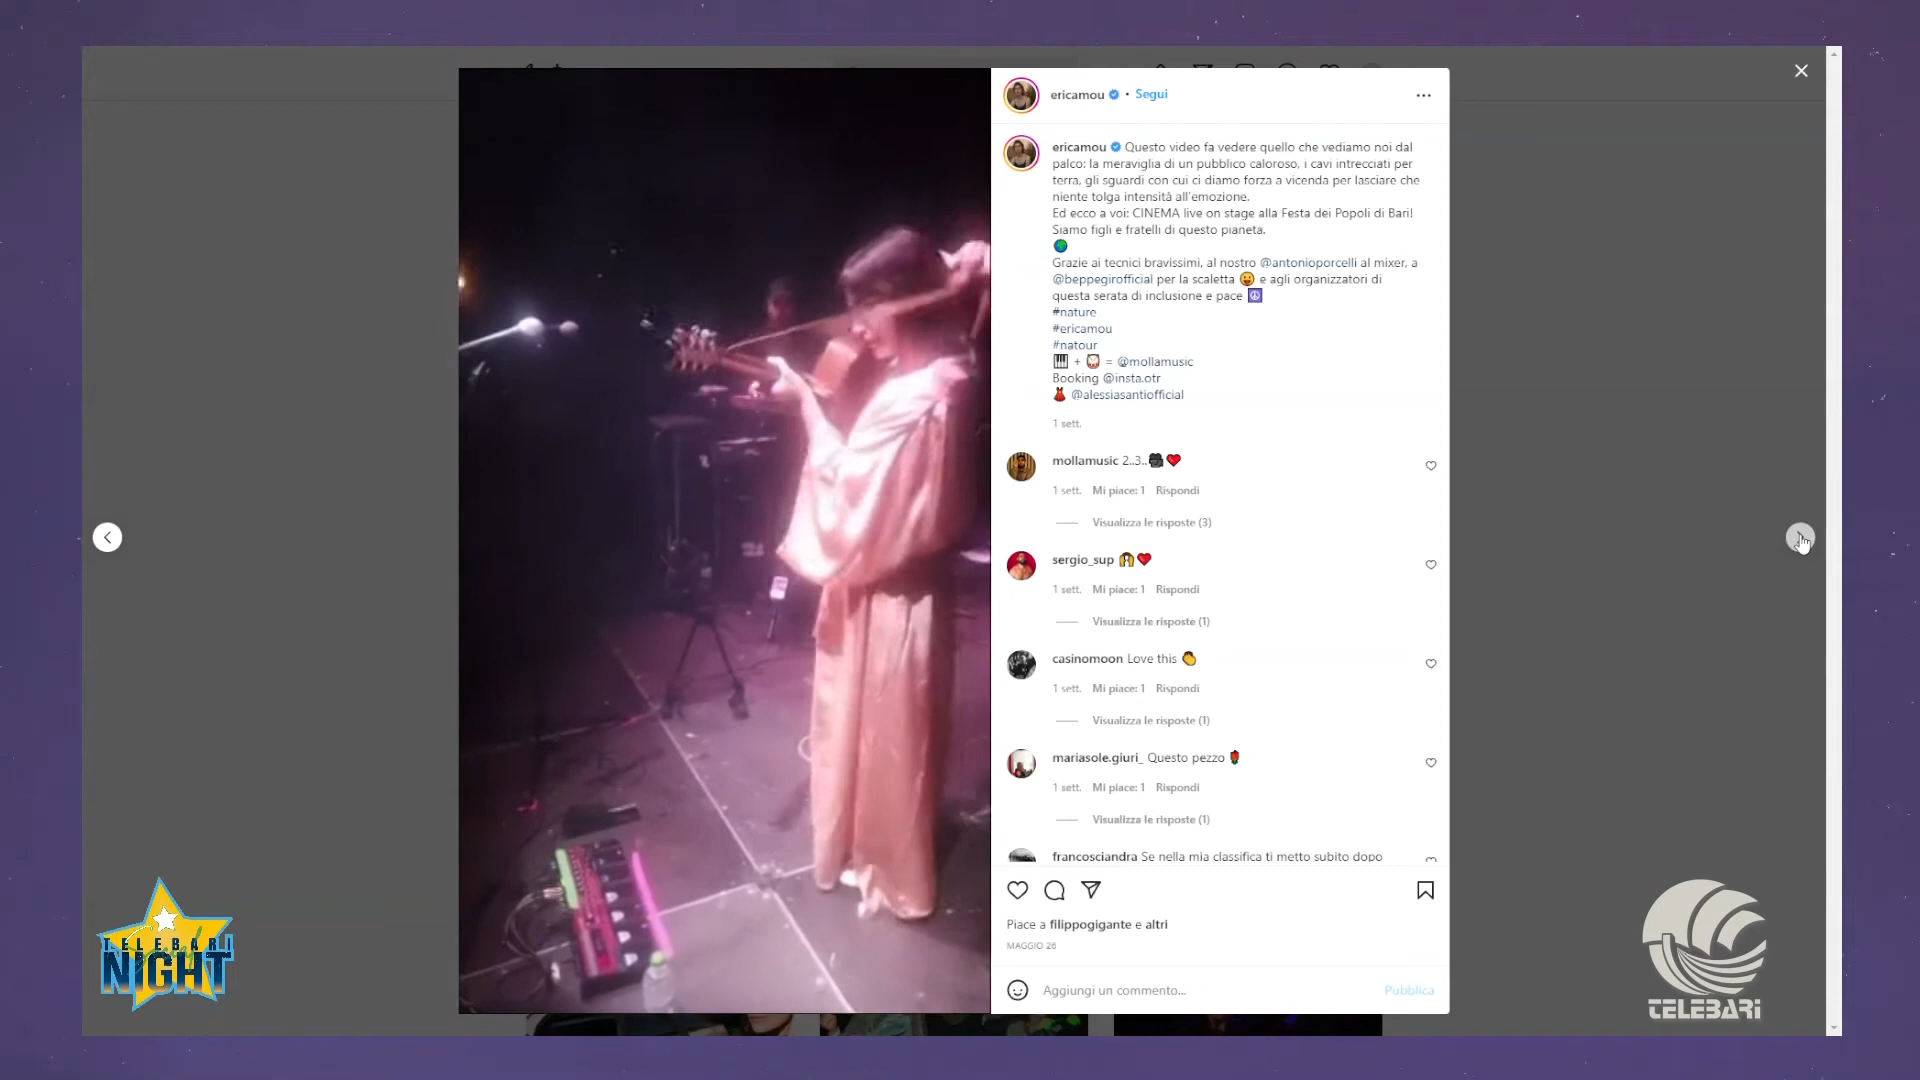 ericamou • Segui
ericamou Questo video fa vedere quello che vediamo noi dal
palco: la meraviglia di un pubblico caloroso, i cavi intrecciati per
terra, gli sguardi con cui ci diamo forza a vicenda per lasciare che
niente tolga intensità all'emozione.
Ed ecco a voi: CINEMA live on stage alla Festa dei Popoli di Bari!
Siamo figli e fratelli di questo pianeta.
🌍
Grazie ai tecnici bravissimi, al nostro @antonioporcelli al mixer, a
@beppegirofficial per la scaletta 😛 e agli organizzatori di
questa serata di inclusione e pace ☮️
#nature
#ericamou
#natour
🎹 + 🥁 = @mollamusic
Booking @insta.otr
👗 @alessiasantiofficial
1 sett.
mollamusic 2..3..🎥❤️
1 sett. Mi piace: 1 Rispondi
Visualizza le risposte (3)
sergio_sup 🙌❤️
1 sett. Mi piace: 1 Rispondi
Visualizza le risposte (1)
casinomoon Love this 👏
1 sett. Mi piace: 1 Rispondi
Visualizza le risposte (1)
mariasole.giuri_ Questo pezzo 🌹
1 sett. Mi piace: 1 Rispondi
Visualizza le risposte (1)
francosciandra Se nella mia classifica ti metto subito dopo
Piace a filippogigante e altri
MAGGIO 26
Aggiungi un commento... Pubblica
TELEBARI
NIGHT
TELEBARI